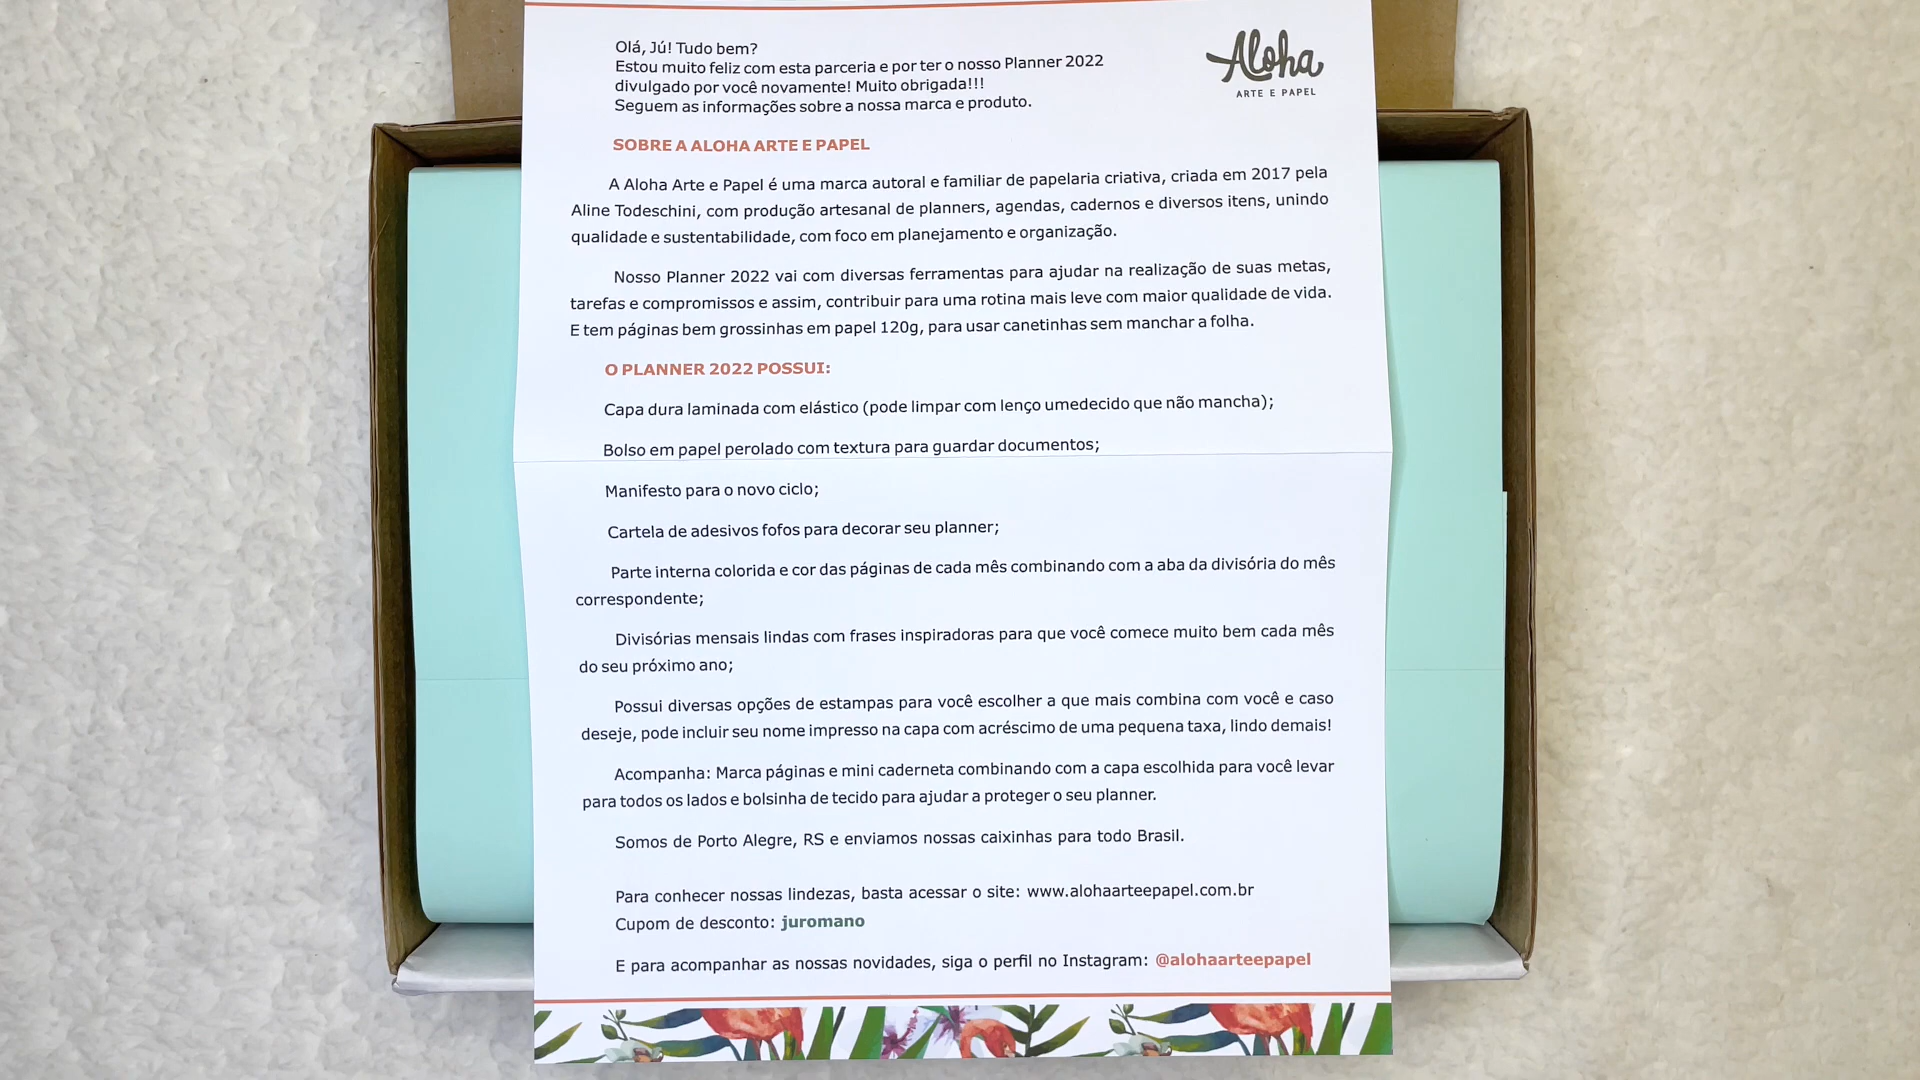 Olá, Jú! Tudo bem?
Estou muito feliz com esta parceria e por ter o nosso Planner 2022
divulgado por você novamente! Muito obrigada!!!
Seguem as informações sobre a nossa marca e produto.
Aloha
ARTE E PAPEL
SOBRE A ALOHA ARTE E PAPEL
A Aloha Arte e Papel é uma marca autoral e familiar de papelaria criativa, criada em 2017 pela
Aline Todeschini, com produção artesanal de planners, agendas, cadernos e diversos itens, unindo
qualidade e sustentabilidade, com foco em planejamento e organização.
Nosso Planner 2022 vai com diversas ferramentas para ajudar na realização de suas metas,
tarefas e compromissos e assim, contribuir para uma rotina mais leve com maior qualidade de vida.
E tem páginas bem grossinhas em papel 120g, para usar canetinhas sem manchar a folha.
O PLANNER 2022 POSSUI:
Capa dura laminada com elástico (pode limpar com lenço umedecido que não mancha);
Bolso em papel perolado com textura para guardar documentos;
Manifesto para o novo ciclo;
Cartela de adesivos fofos para decorar seu planner;
Parte interna colorida e cor das páginas de cada mês combinando com a aba da divisória do mês
correspondente;
Divisórias mensais lindas com frases inspiradoras para que você comece muito bem cada mês
do seu próximo ano;
Possui diversas opções de estampas para você escolher a que mais combina com você e caso
deseje, pode incluir seu nome impresso na capa com acréscimo de uma pequena taxa, lindo demais!
Acompanha: Marca páginas e mini caderneta combinando com a capa escolhida para você levar
para todos os lados e bolsinha de tecido para ajudar a proteger o seu planner.
Somos de Porto Alegre, RS e enviamos nossas caixinhas para todo Brasil.
Para conhecer nossas lindezas, basta acessar o site: www.alohaarteepapel.com.br
Cupom de desconto: juromano
E para acompanhar as nossas novidades, siga o perfil no Instagram: @alohaarteepapel